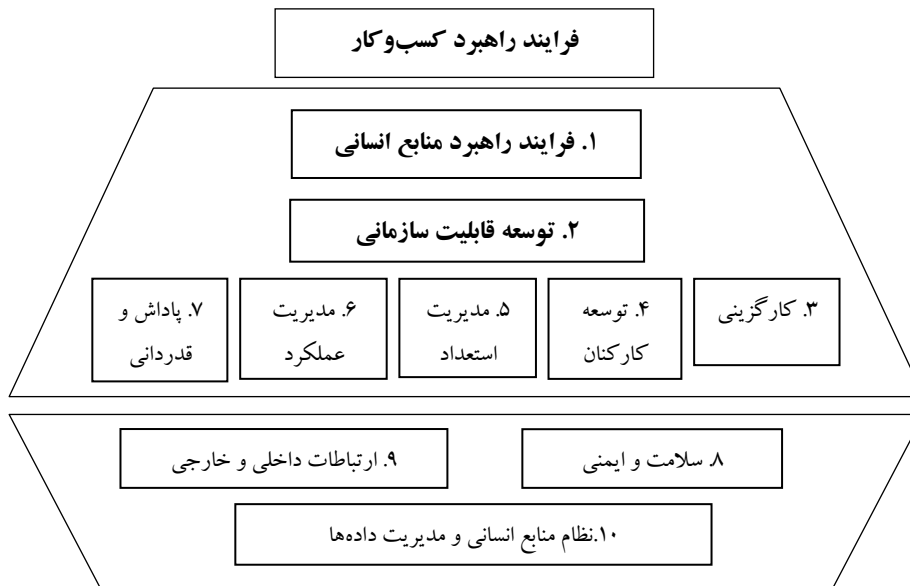 فرایند راهبرد کسب‌وکار
۱. فرایند راهبرد منابع انسانی
۲. توسعه قابلیت سازمانی
۳. کارگزینی
۴. توسعه
کارکنان
۵. مدیریت
استعداد
۶. مدیریت
عملکرد
۷. پاداش و
قدردانی
۸. سلامت و ایمنی
۹. ارتباطات داخلی و خارجی
۱۰.نظام منابع انسانی و مدیریت داده‌ها